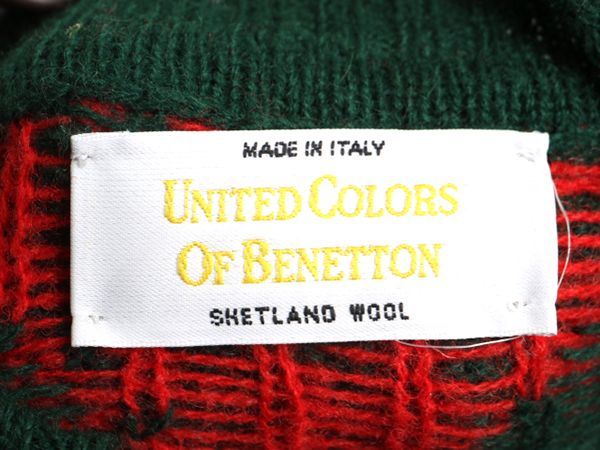 MADE IN ITALY
UNITED COLORS
OF BENETTON
SHETLAND WOOL